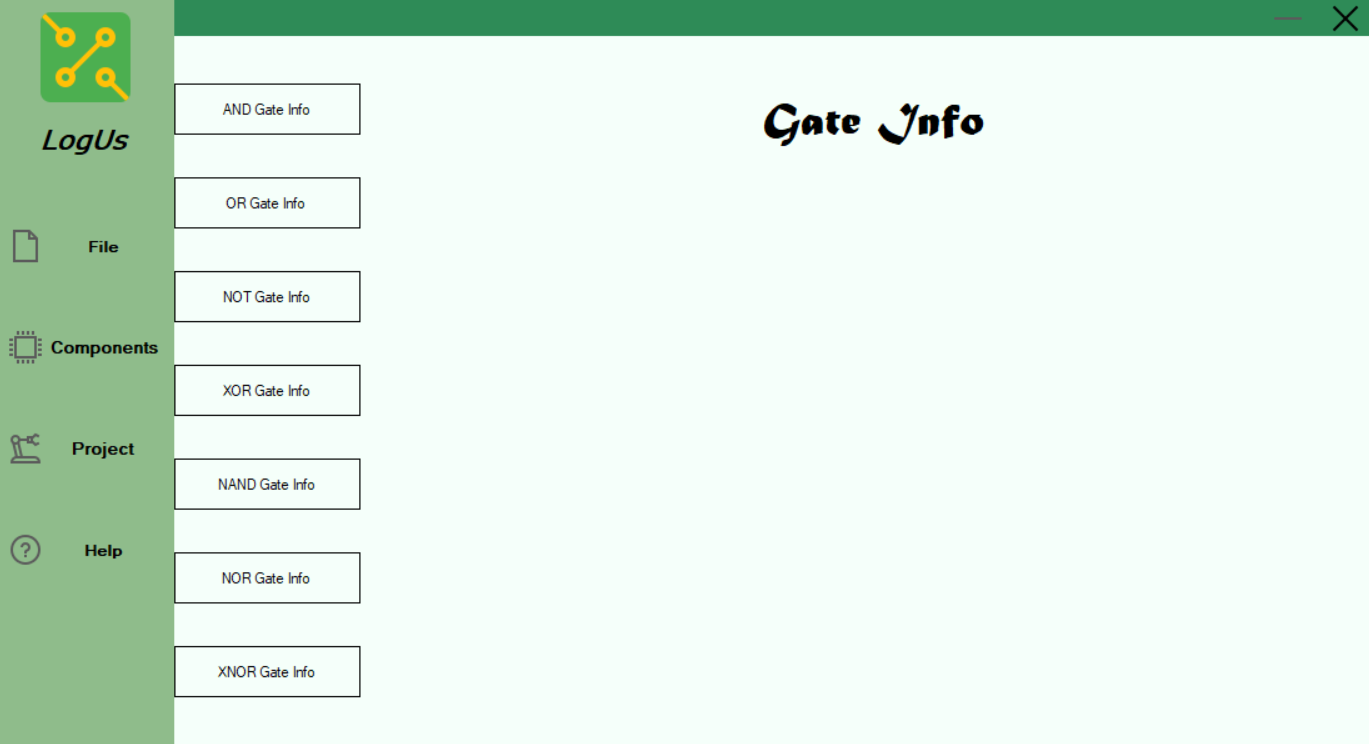 LogUs
File
Components
Project
Help
Gate Info
AND Gate Info
OR Gate Info
NOT Gate Info
XOR Gate Info
NAND Gate Info
NOR Gate Info
XNOR Gate Info